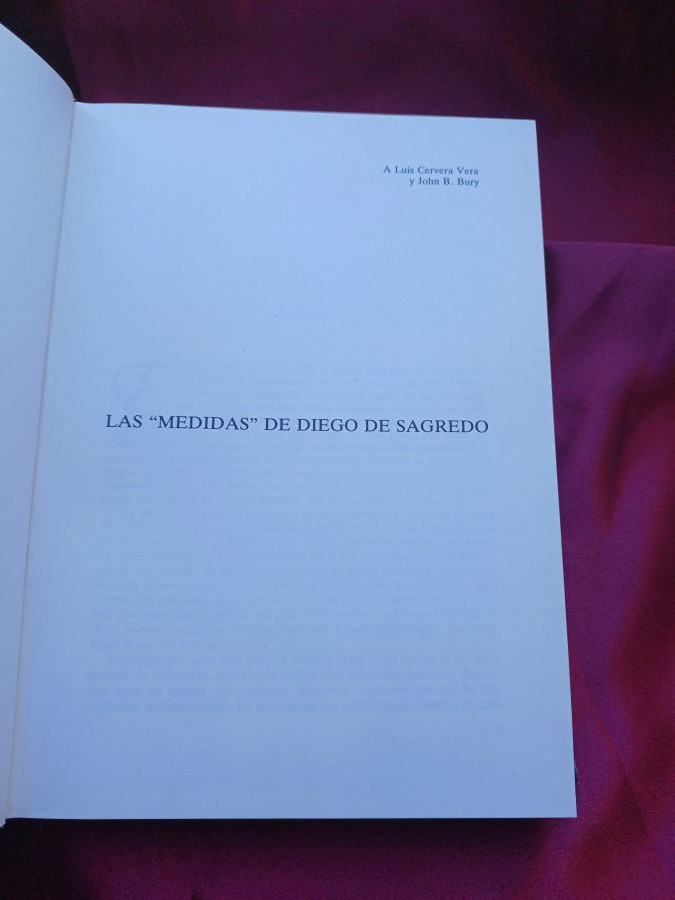 A Luis Cervera Vera
y John B. Bury
LAS “MEDIDAS” DE DIEGO DE SAGREDO